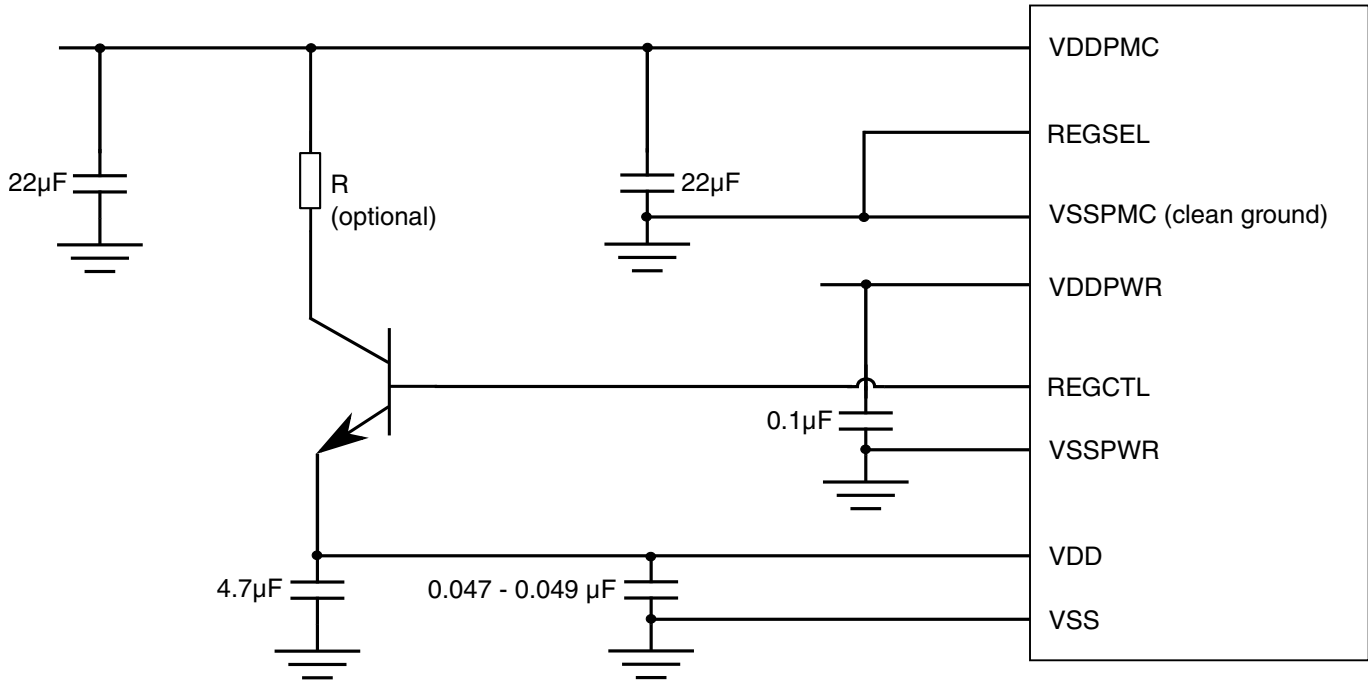 VDDPMC
REGSEL
22µF
R
(optional)
22µF
VSSPMC (clean ground)
VDDPWR
REGCTL
0.1µF
VSSPWR
VDD
4.7µF
0.047 - 0.049 µF
VSS